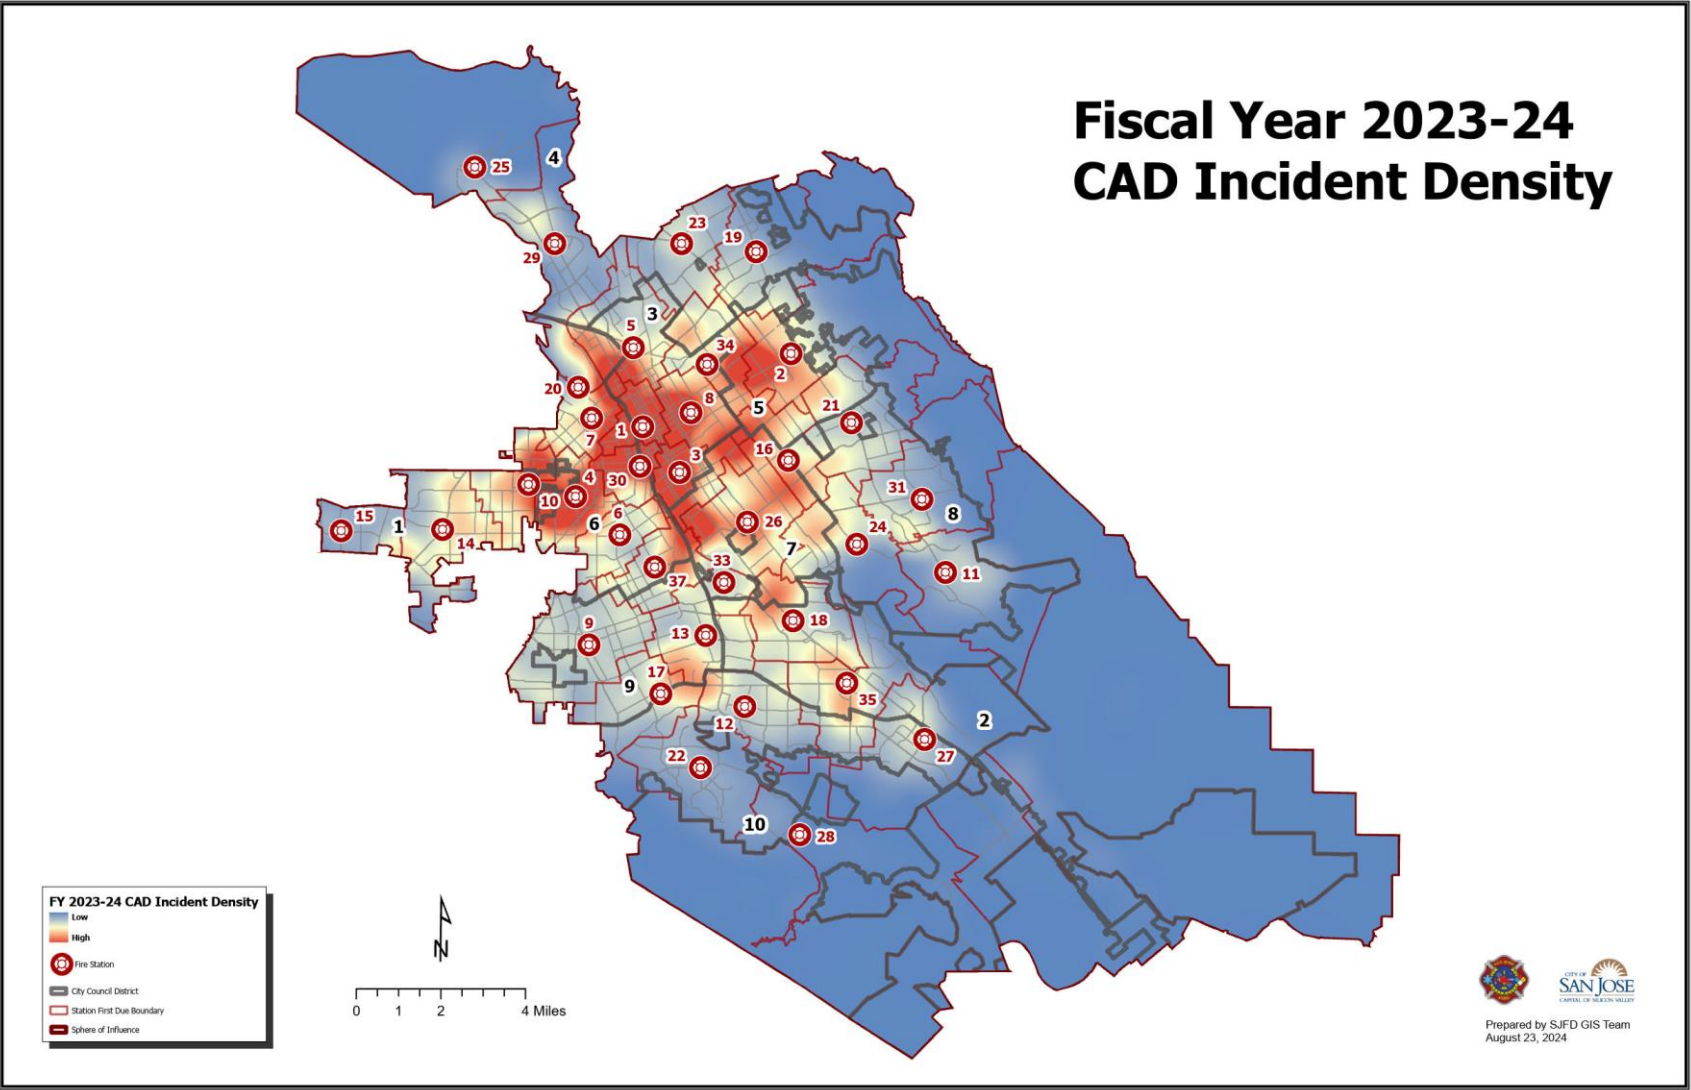 Fiscal Year 2023-24
CAD Incident Density
4
25
23
19
29
3
5
34
2
20
8
5
21
7
1
16
3
4
30
10
31
15
1
6
6
26
8
14
24
7
33
11
37
9
18
13
17
9
35
12
2
22
27
10
28
FY 2023-24 CAD Incident Density
Low
High
Fire Station
City Council District
Station First Due Boundary
Sphere of Influence
N
0 1 2 4 Miles
CITY OF
SAN JOSE
CAPITAL OF SILICON VALLEY
Prepared by SJFD GIS Team
August 23, 2024